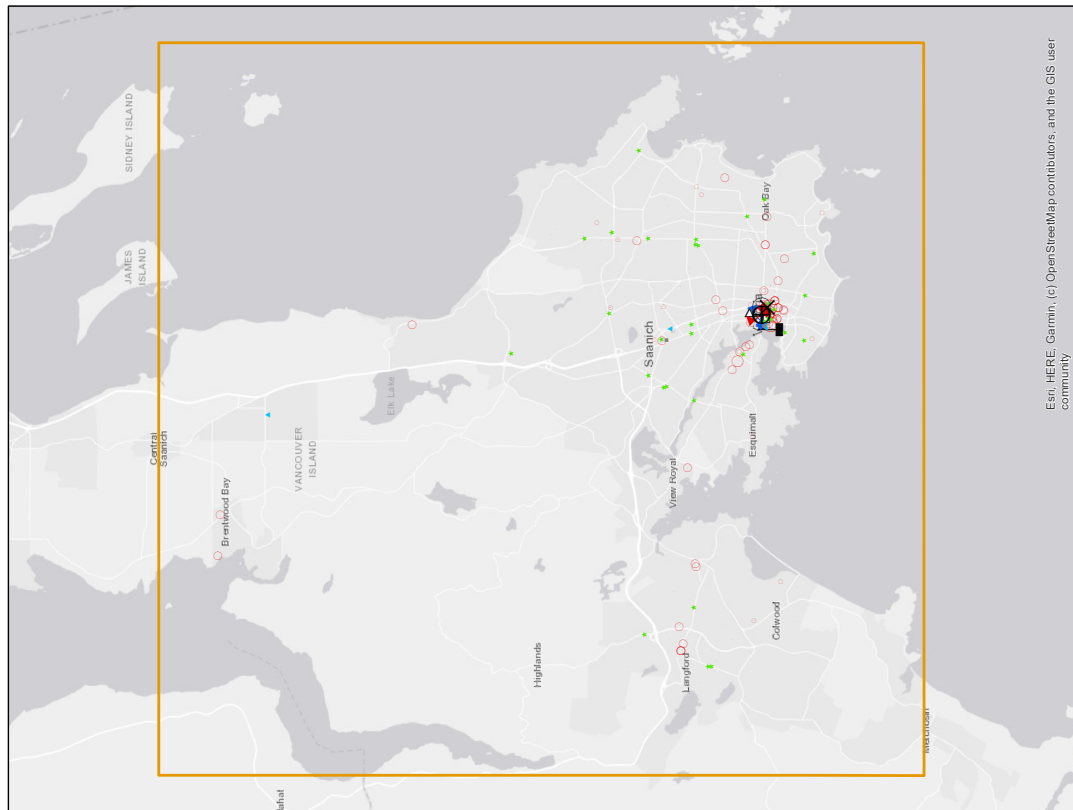 SIDNEY ISLAND
JAMES
ISLAND
Central
Saanich
Elk Lake
VANCOUVER
ISLAND
Brentwood Bay
Saanich
Oak Bay
Esquimalt
View Royal
Highlands
Langford
Colwood
Metchosin
Esri, HERE, Garmin, (c) OpenStreetMap contributors, and the GIS user
community